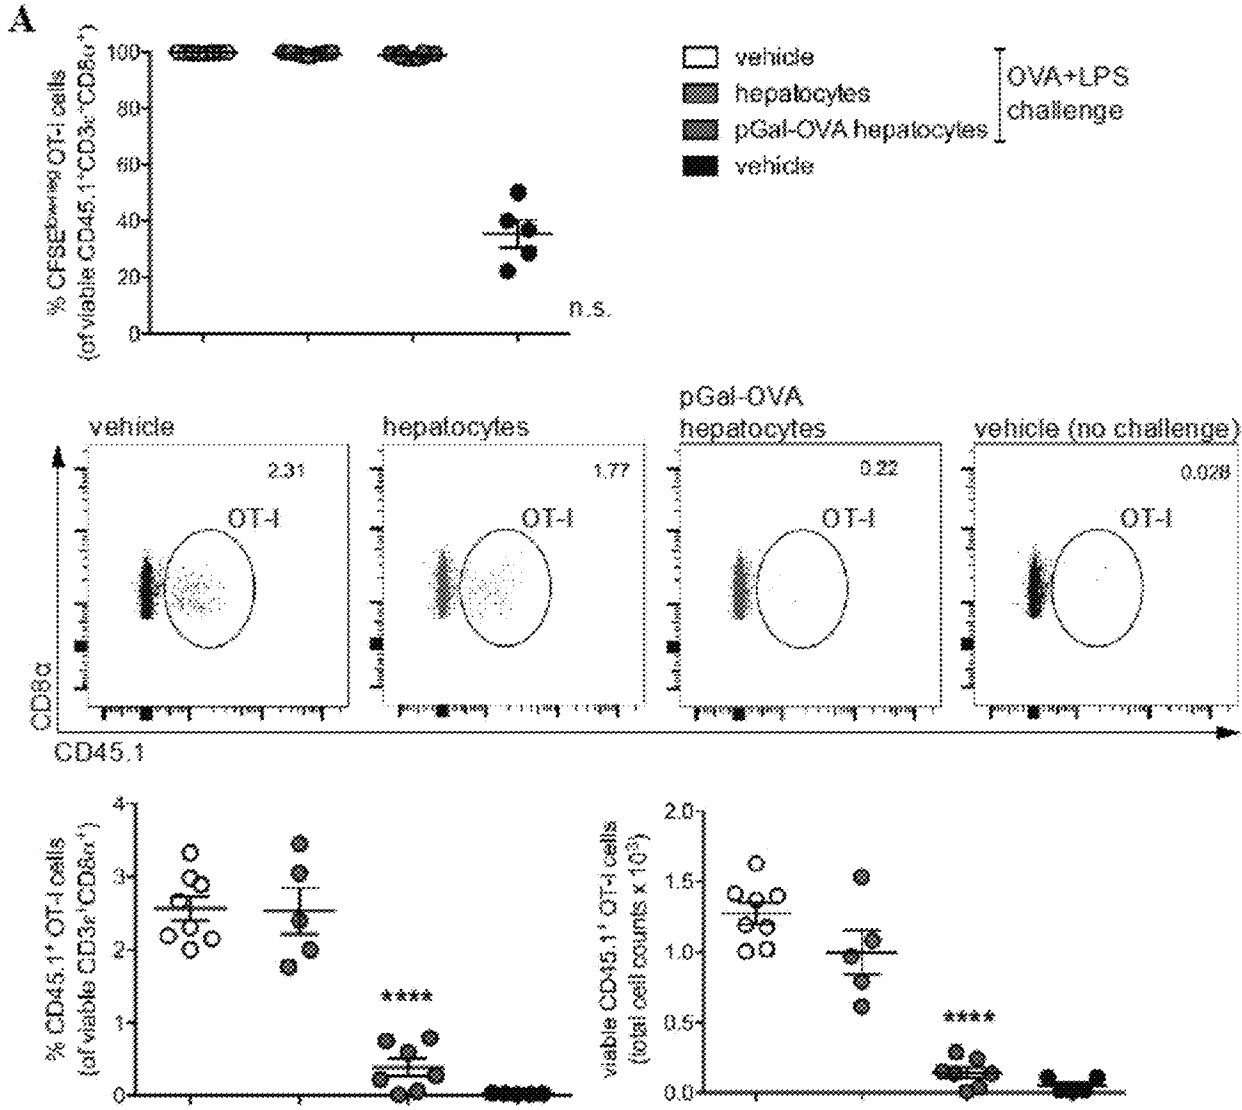 A
% CFSElow/neg OT-I cells
(of viable CD45.1+CD3ε+CD8α+)
100
80
60
40
20
0
n.s.
vehicle
hepatocytes
pGal-OVA hepatocytes
vehicle
OVA+LPS
challenge
vehicle
2.31
OT-I
hepatocytes
1.77
OT-I
pGal-OVA
hepatocytes
0.22
OT-I
vehicle (no challenge)
0.028
OT-I
CD8α
CD45.1
% CD45.1+ OT-I cells
(of viable CD3ε+CD8α+)
4
3
2
1
0
****
viable CD45.1+ OT-I cells
(total cell counts x 10³)
2.0
1.5
1.0
0.5
0.0
****